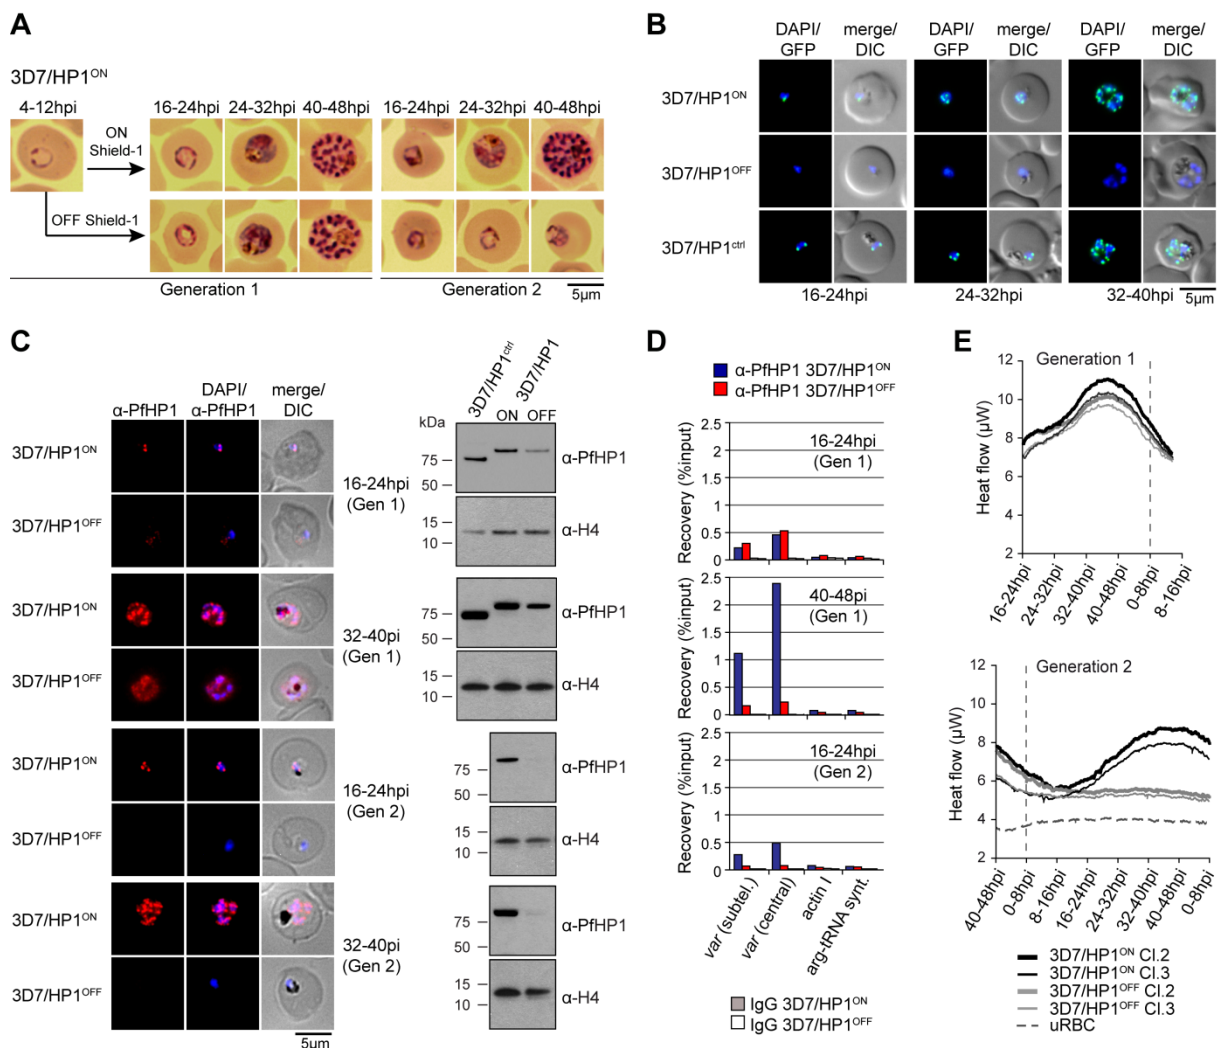 A
3D7/HP1ᴼᴺ
4-12hpi
16-24hpi 24-32hpi 40-48hpi 16-24hpi 24-32hpi 40-48hpi
ON
Shield-1
OFF Shield-1
Generation 1
Generation 2
5µm
B
DAPI/
GFP
merge/
DIC
DAPI/
GFP
merge/
DIC
DAPI/
GFP
merge/
DIC
3D7/HP1ᴼᴺ
3D7/HP1ᴼFF
3D7/HP1ᶜᵗʳˡ
16-24hpi
24-32hpi
32-40hpi
5µm
C
α-PfHP1
DAPI/
α-PfHP1
merge/
DIC
3D7/HP1ᴼᴺ
3D7/HP1ᴼFF
16-24hpi
(Gen 1)
3D7/HP1ᴼᴺ
3D7/HP1ᴼFF
32-40pi
(Gen 1)
3D7/HP1ᴼᴺ
3D7/HP1ᴼFF
16-24hpi
(Gen 2)
3D7/HP1ᴼᴺ
3D7/HP1ᴼFF
32-40pi
(Gen 2)
5µm
3D7/HP1ᶜᵗʳˡ
3D7/HP1
ON OFF
kDa
75
50
α-PfHP1
15
10
α-H4
75
50
α-PfHP1
15
10
α-H4
75
50
α-PfHP1
15
10
α-H4
75
50
α-PfHP1
15
10
α-H4
D
α-PfHP1 3D7/HP1ᴼᴺ
α-PfHP1 3D7/HP1ᴼFF
Recovery (%input)
2.5
2
1.5
1
0.5
0
16-24hpi
(Gen 1)
Recovery (%input)
2.5
2
1.5
1
0.5
0
40-48pi
(Gen 1)
Recovery (%input)
2.5
2
1.5
1
0.5
0
16-24hpi
(Gen 2)
var (subtel.)
var (central)
actin I
arg-tRNA synt.
IgG 3D7/HP1ᴼᴺ
IgG 3D7/HP1ᴼFF
E
Generation 1
Heat flow (µW)
12
10
8
6
4
2
16-24hpi
24-32hpi
32-40hpi
40-48hpi
0-8hpi
8-16hpi
Generation 2
Heat flow (µW)
12
10
8
6
4
2
40-48hpi
0-8hpi
8-16hpi
16-24hpi
24-32hpi
32-40hpi
40-48hpi
0-8hpi
3D7/HP1ᴼᴺ Cl.2
3D7/HP1ᴼᴺ Cl.3
3D7/HP1ᴼFF Cl.2
3D7/HP1ᴼFF Cl.3
uRBC